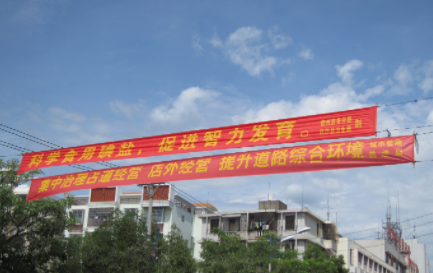 科学食用碘盐，促进智力发育。
集中治理占道经营 店外经营 提升道路综合环境